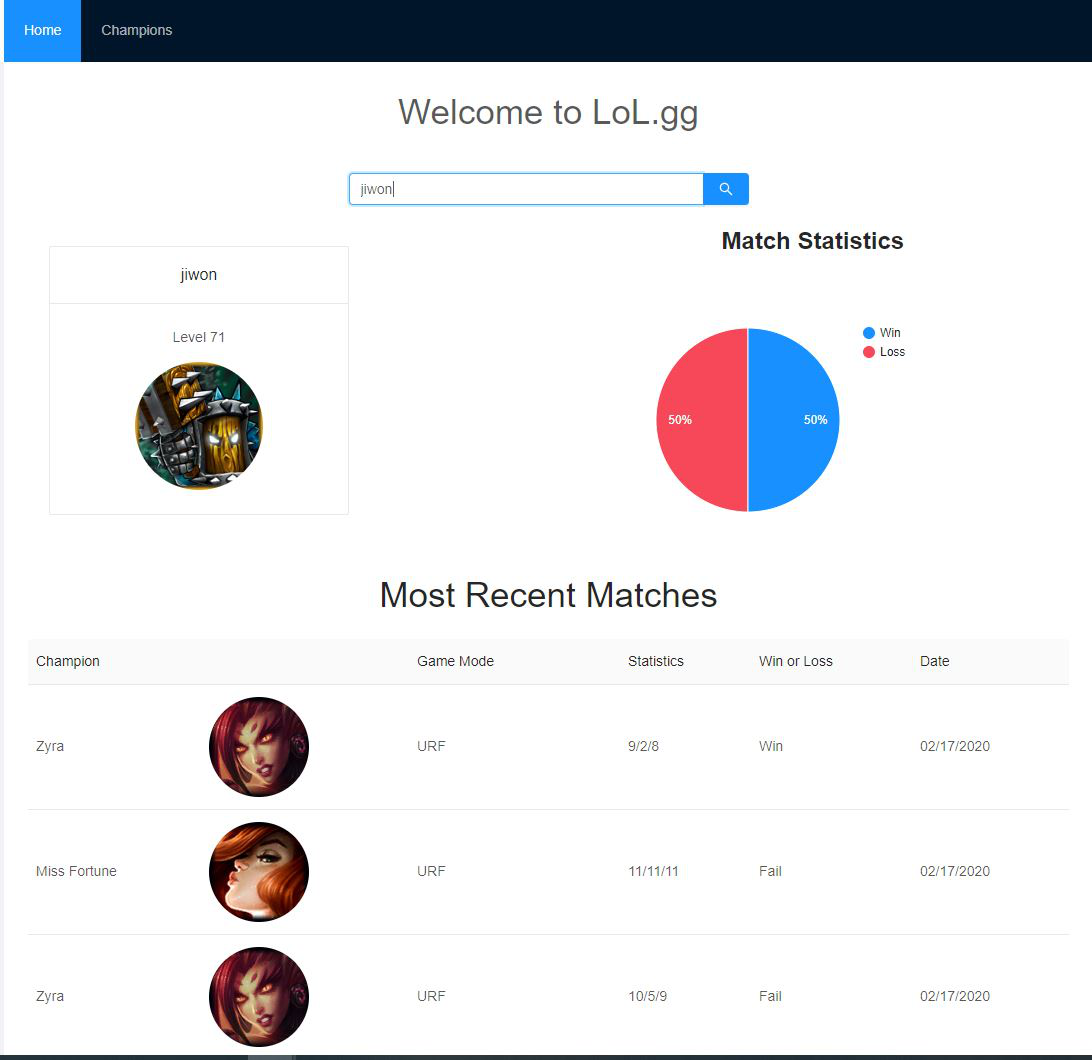 Home Champions
Welcome to LoL.gg
jiwon
Match Statistics
jiwon
Level 71
Win
Loss
50% 50%
Most Recent Matches
Champion Game Mode Statistics Win or Loss Date
Zyra URF 9/2/8 Win 02/17/2020
Miss Fortune URF 11/11/11 Fail 02/17/2020
Zyra URF 10/5/9 Fail 02/17/2020